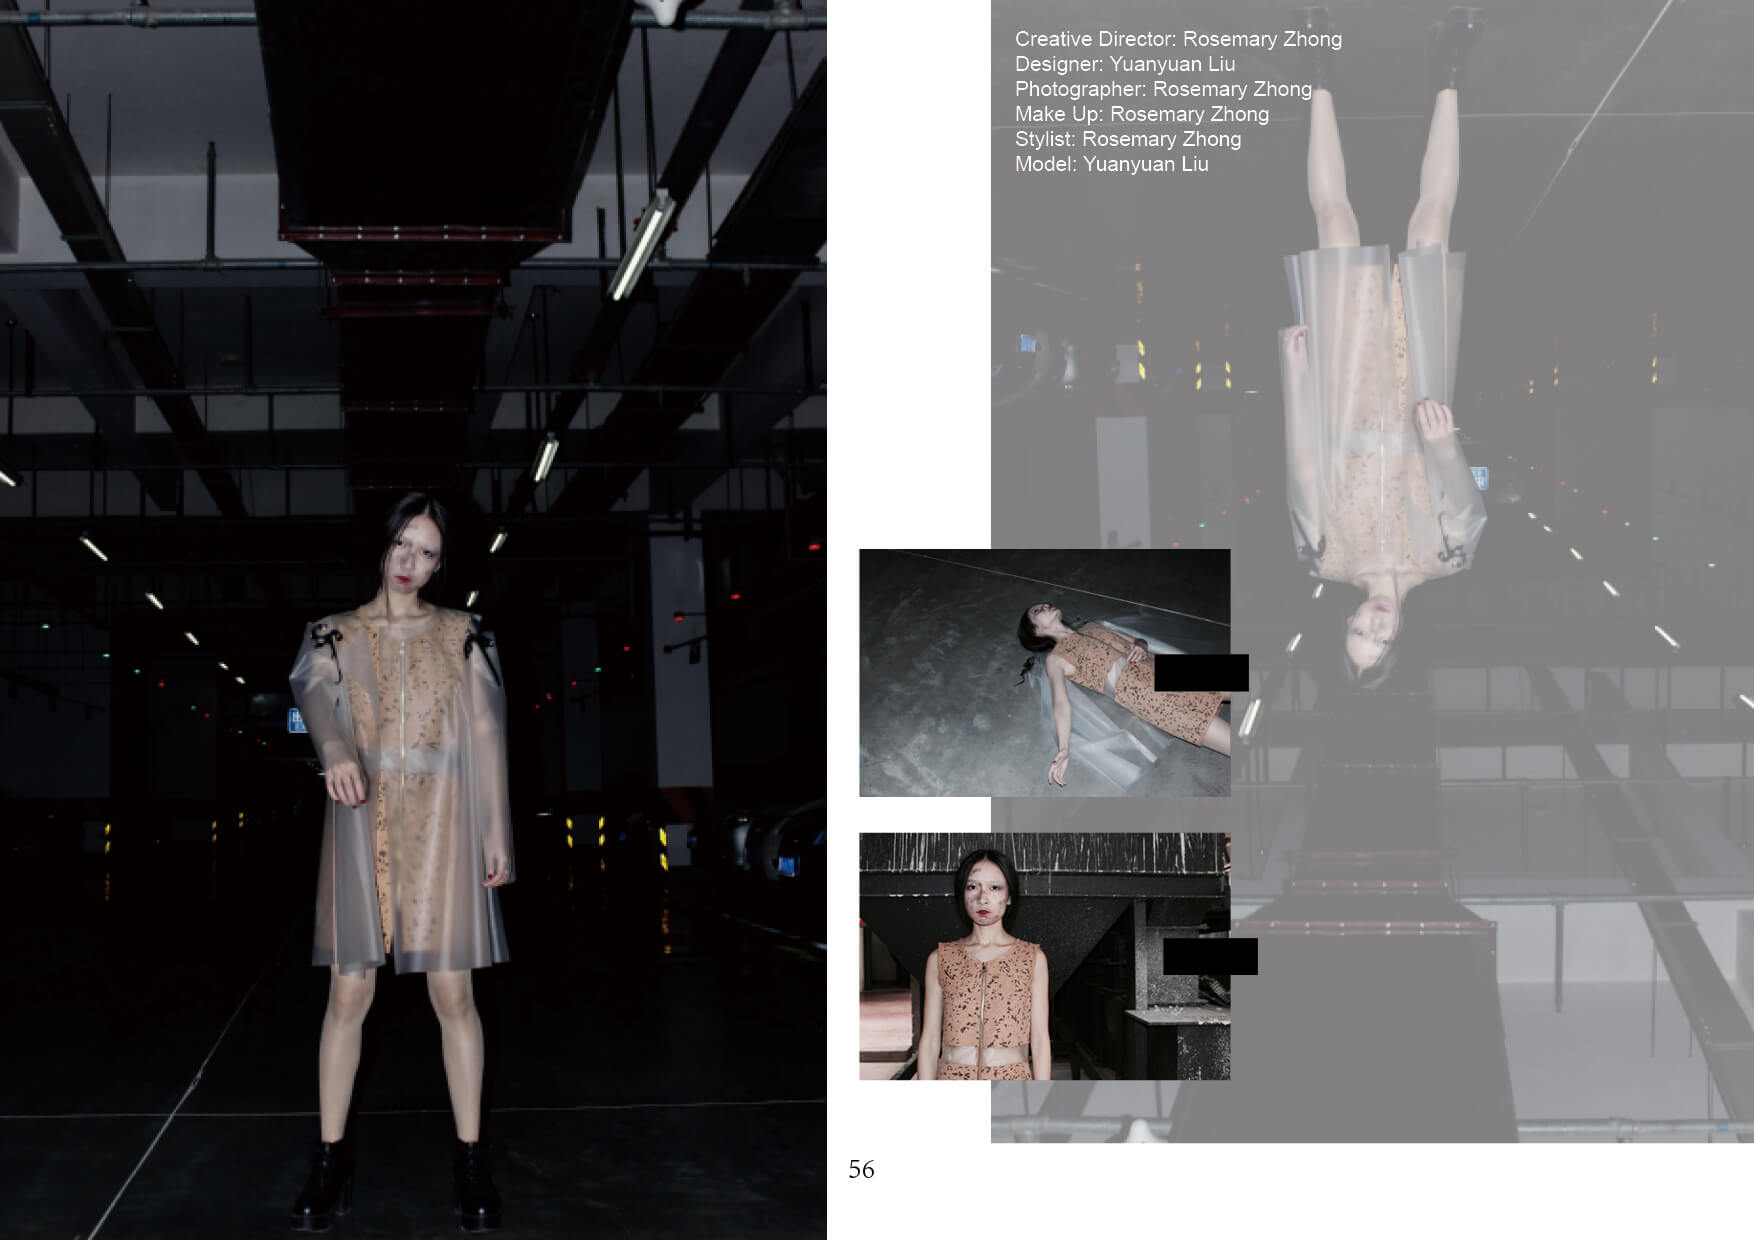 Creative Director: Rosemary Zhong
Designer: Yuanyuan Liu
Photographer: Rosemary Zhong
Make Up: Rosemary Zhong
Stylist: Rosemary Zhong
Model: Yuanyuan Liu
56